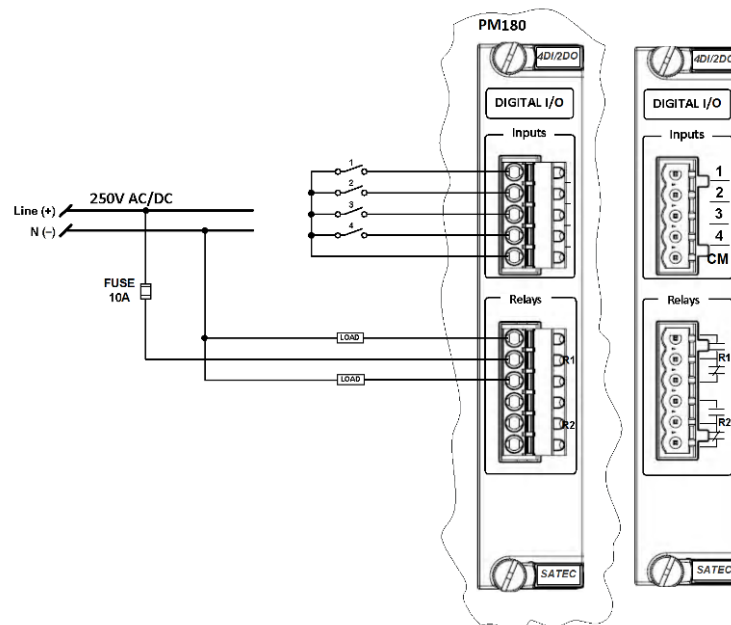 PM180
4DI/2DO
DIGITAL I/O
Inputs
1
2
3
4
250V AC/DC
Line (+)
N (–)
FUSE
10A
Relays
LOAD
R1
LOAD
R2
SATEC
4DI/2DO
DIGITAL I/O
Inputs
1
2
3
4
CM
Relays
R1
R2
SATEC